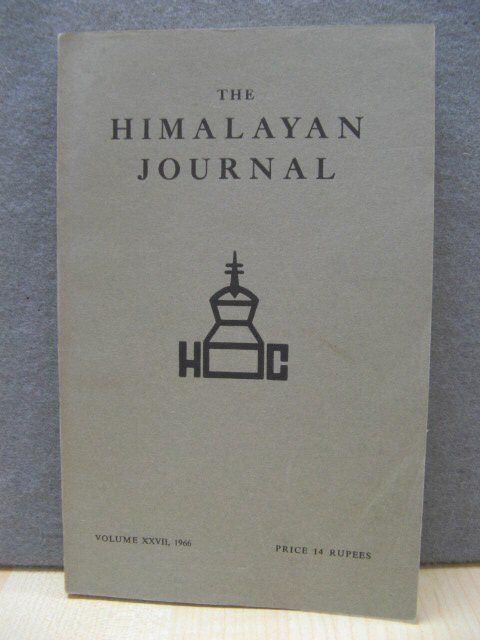 THE
HIMALAYAN
JOURNAL
H C
VOLUME XXVII, 1966
PRICE 14 RUPEES